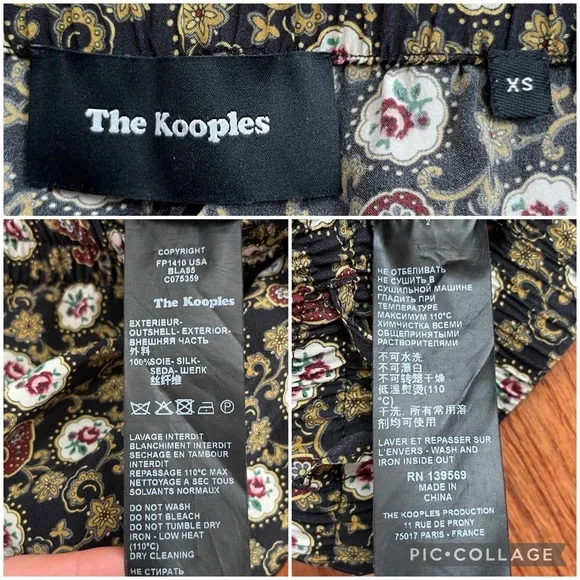 The Kooples
XS
COPYRIGHT
FP1410 USA
BLA85
C075359
The Kooples
EXTERIEUR-
OUTSHELL- EXTERIOR-
ВНЕШНЯЯ ЧАСТЬ
外料
100%SOIE- SILK-
SEDA- ШЕЛК
丝纤维
LAVAGE INTERDIT
BLANCHIMENT INTERDIT
SECHAGE EN TAMBOUR
INTERDIT
REPASSAGE 110°C MAX
NETTOYAGE A SEC TOUS
SOLVANTS NORMAUX
DO NOT WASH
DO NOT BLEACH
DO NOT TUMBLE DRY
IRON - LOW HEAT
(110°C)
DRY CLEANING
НЕ СТИРАТЬ
2
НЕ ОТБЕЛИВАТЬ
НЕ СУШИТЬ В
СУШИЛЬНОЙ МАШИНЕ
ГЛАДИТЬ ПРИ
ТЕМПЕРАТУРЕ
МАКСИМУМ 110°C
ХИМЧИСТКА ВСЕМИ
ОБЩЕПРИНЯТЫМИ
РАСТВОРИТЕЛЯМИ
不可水洗
不可漂白
不可转笼干燥
低温熨烫(110
°C)
干洗, 所有常用溶
剂均可使用
LAVER ET REPASSER SUR
L'ENVERS - WASH AND
IRON INSIDE OUT
RN 139569
MADE IN
CHINA
THE KOOPLES PRODUCTION
11 RUE DE PRONY
75017 PARIS - FRANCE
PIC•COLLAGE